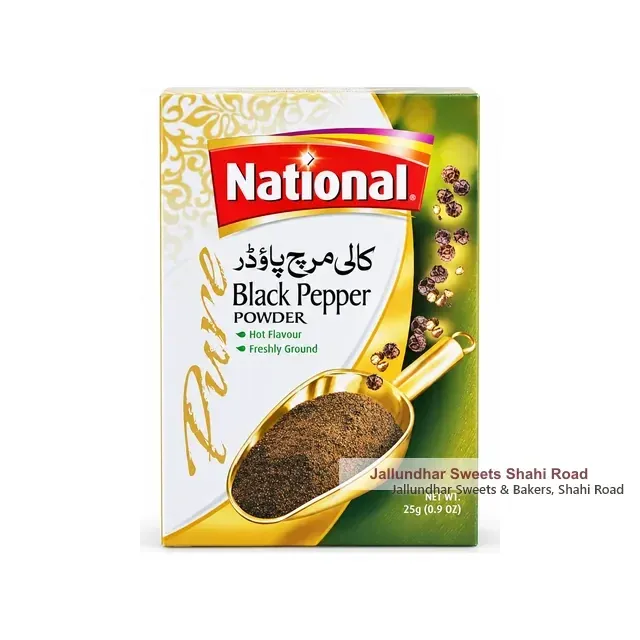 National®
Pure
کالی مرچ پاؤڈر
Black Pepper
POWDER
Hot Flavour
Freshly Ground
Jallundhar Sweets Shahi Road
Jallundhar Sweets & Bakers, Shahi Road
NET WT.
25g (0.9 OZ)